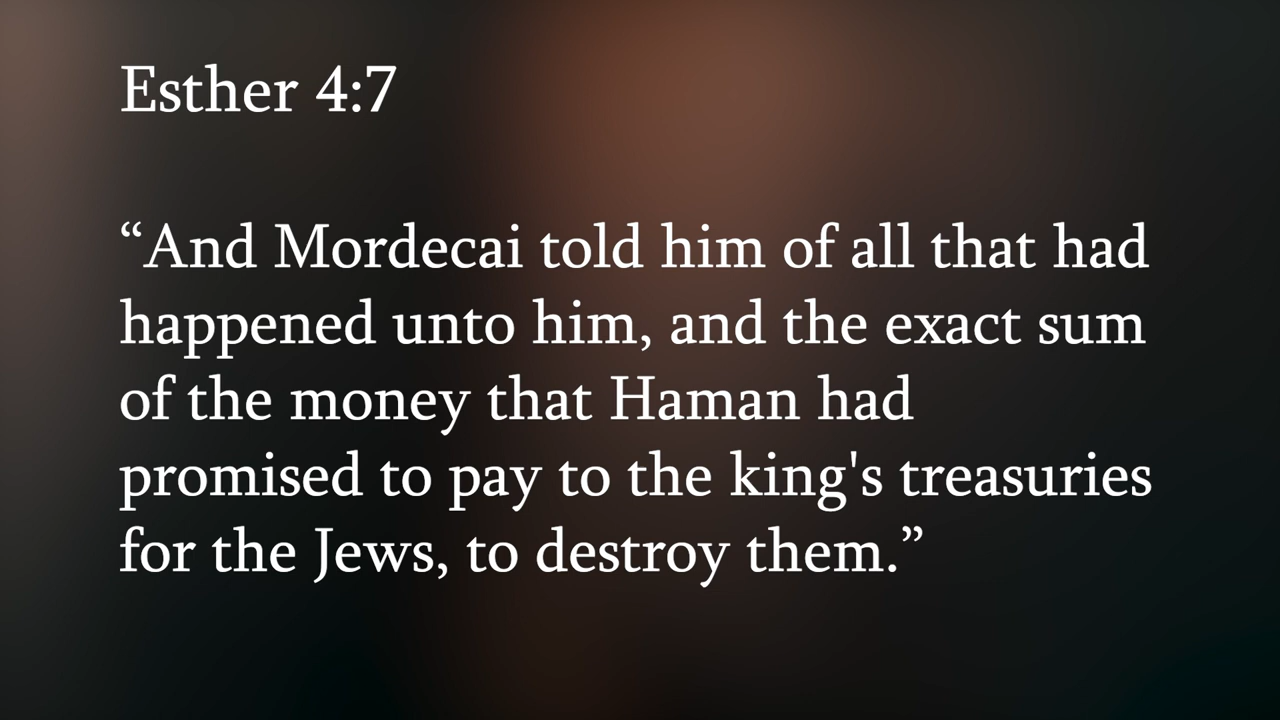 Esther 4:7
“And Mordecai told him of all that had
happened unto him, and the exact sum
of the money that Haman had
promised to pay to the king's treasuries
for the Jews, to destroy them.”